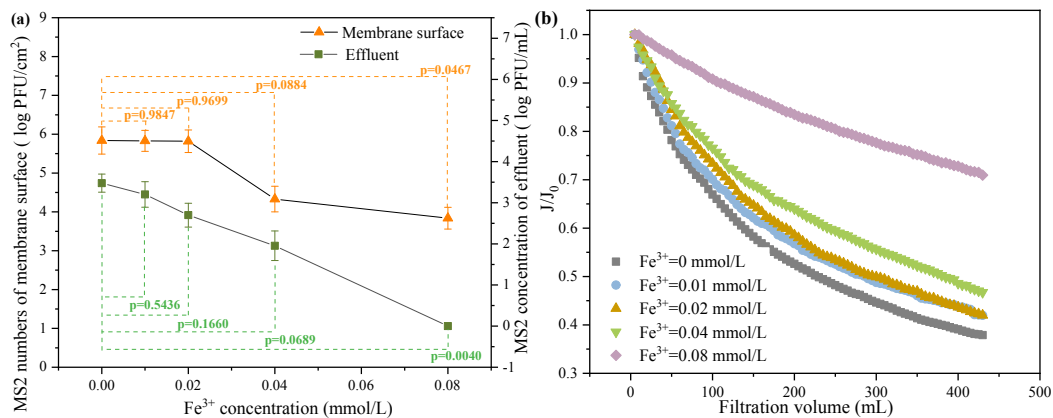 (a)
MS2 numbers of membrane surface ( log PFU/cm²)
9
8
7
6
5
4
3
2
1
0
Membrane surface
Effluent
p=0.0467
p=0.0884
p=0.9699
p=0.9847
p=0.5436
p=0.1660
p=0.0689
p=0.0040
7
6
5
4
3
2
1
0
-1
MS2 concentration of effluent ( log PFU/mL)
0.00
0.02
0.04
0.06
0.08
Fe³⁺ concentration (mmol/L)
(b)
J/J₀
1.0
0.9
0.8
0.7
0.6
0.5
0.4
0.3
Fe³⁺=0 mmol/L
Fe³⁺=0.01 mmol/L
Fe³⁺=0.02 mmol/L
Fe³⁺=0.04 mmol/L
Fe³⁺=0.08 mmol/L
0
100
200
300
400
Filtration volume (mL)